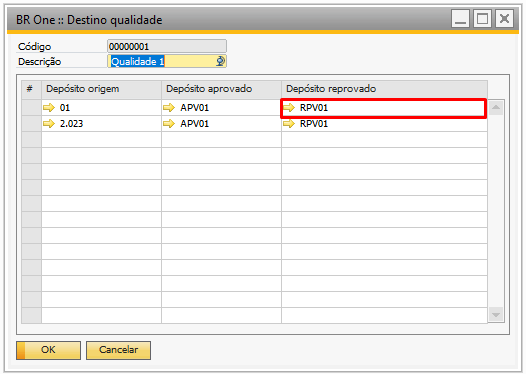 BR One :: Destino qualidade
Código 00000001
Descrição Qualidade 1
# Depósito origem Depósito aprovado Depósito reprovado
01 APV01 RPV01
2.023 APV01 RPV01
OK Cancelar